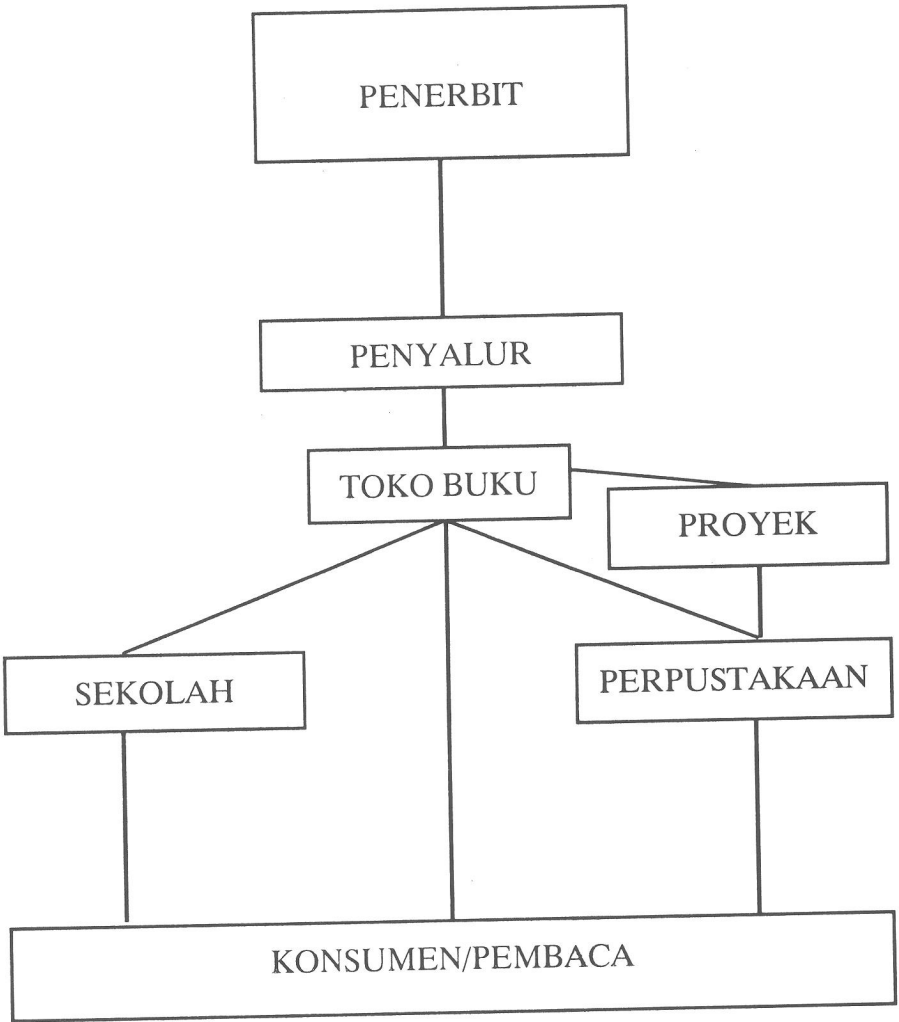 PENERBIT
PENYALUR
TOKO BUKU
PROYEK
SEKOLAH
PERPUSTAKAAN
KONSUMEN/PEMBACA